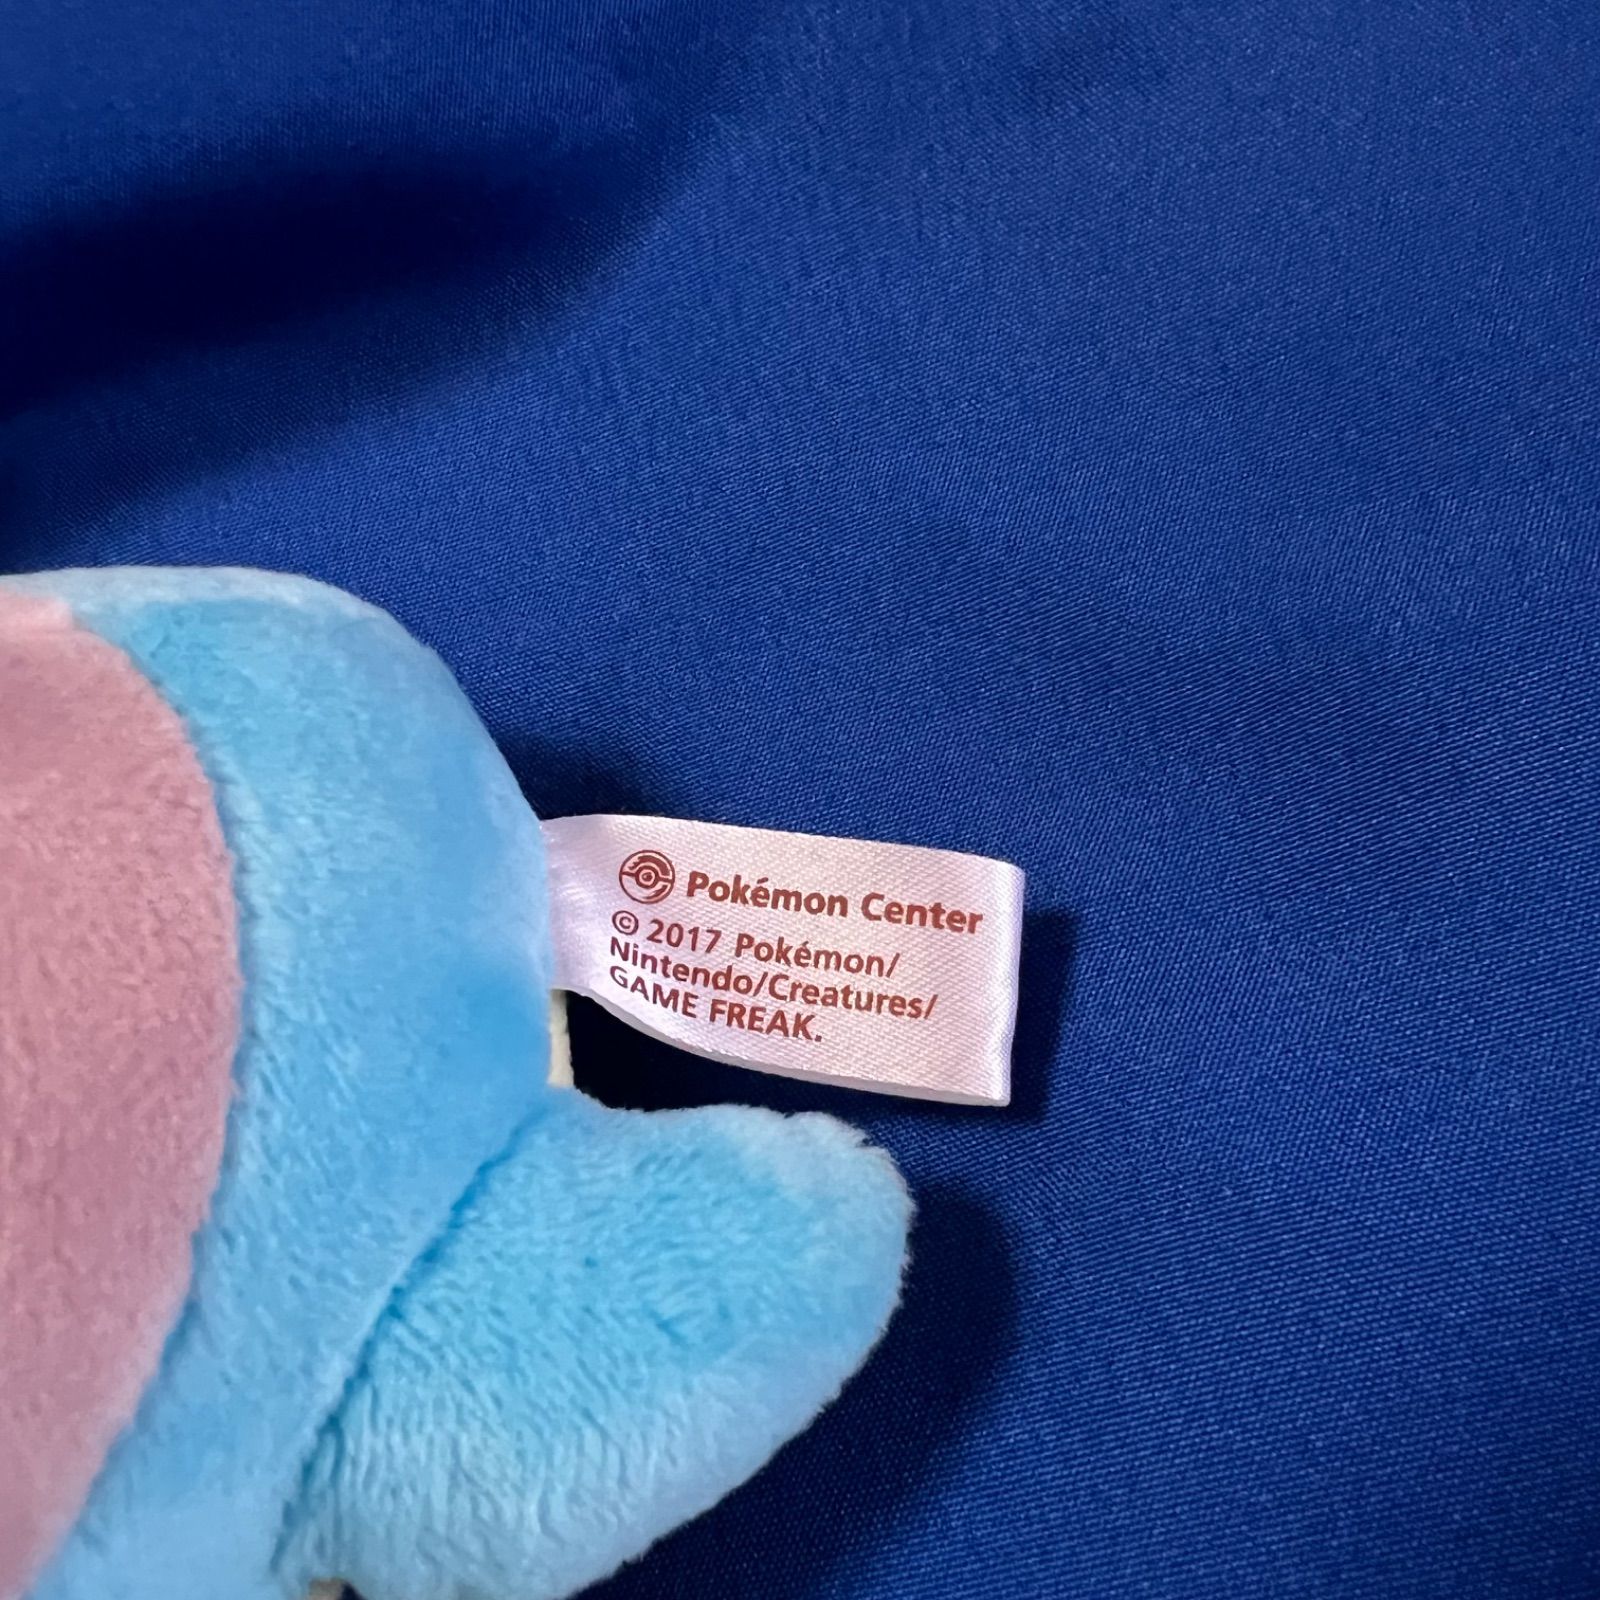 Pokémon Center
© 2017 Pokémon/
Nintendo/Creatures/
GAME FREAK.